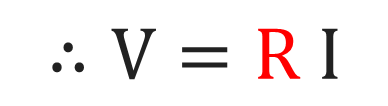 ∴ V = R I